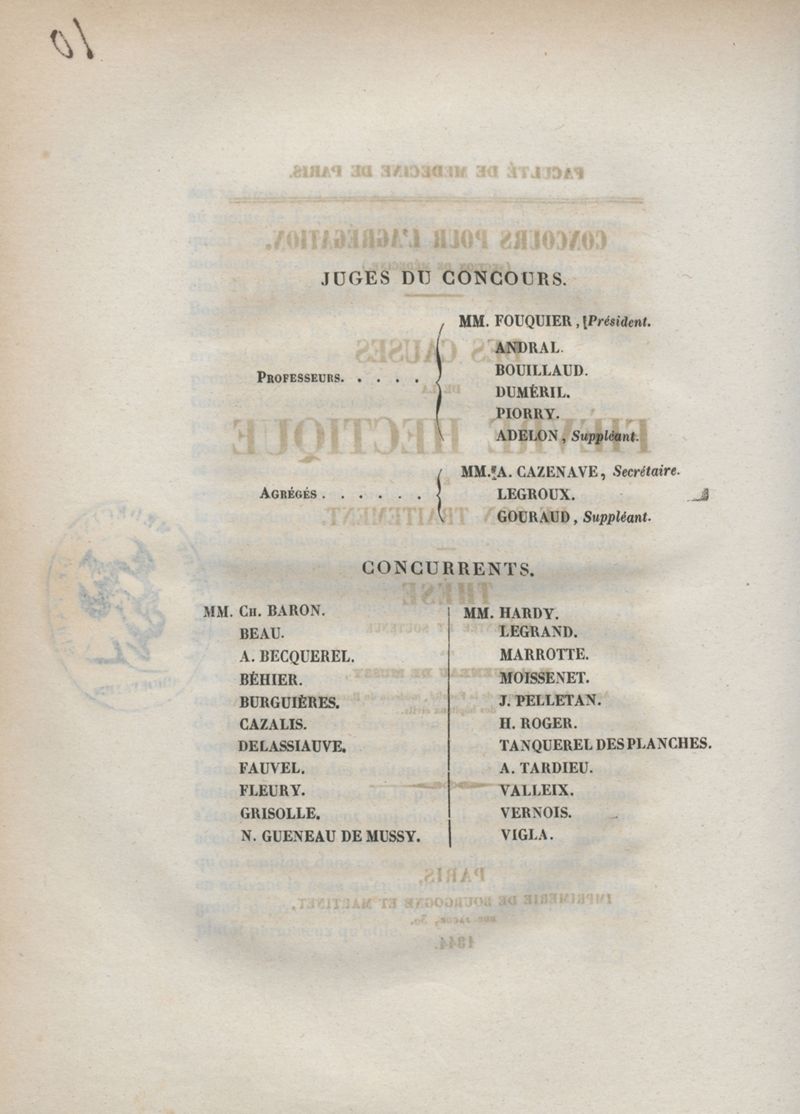 JUGES DU CONCOURS.
MM. FOUQUIER, Président.
ANDRAL.
BOUILLAUD.
PROFESSEURS. . . . . .
DUMÉRIL.
PIORRY.
ADELON, Suppléant.
MM. A. CAZENAVE, Secrétaire.
AGRÉGÉS . . . . . . LEGROUX.
GOURAUD, Suppléant.
CONCURRENTS.
MM. CH. BARON.
BEAU.
A. BECQUEREL.
BÉHIER.
BURGUIÈRES.
CAZALIS.
DELASSIAUVE.
FAUVEL.
FLEURY.
GRISOLLE.
N. GUENEAU DE MUSSY.
MM. HARDY.
LEGRAND.
MARROTTE.
MOISSENET.
J. PELLETAN.
H. ROGER.
TANQUEREL DES PLANCHES.
A. TARDIEU.
VALLEIX.
VERNOIS.
VIGLA.